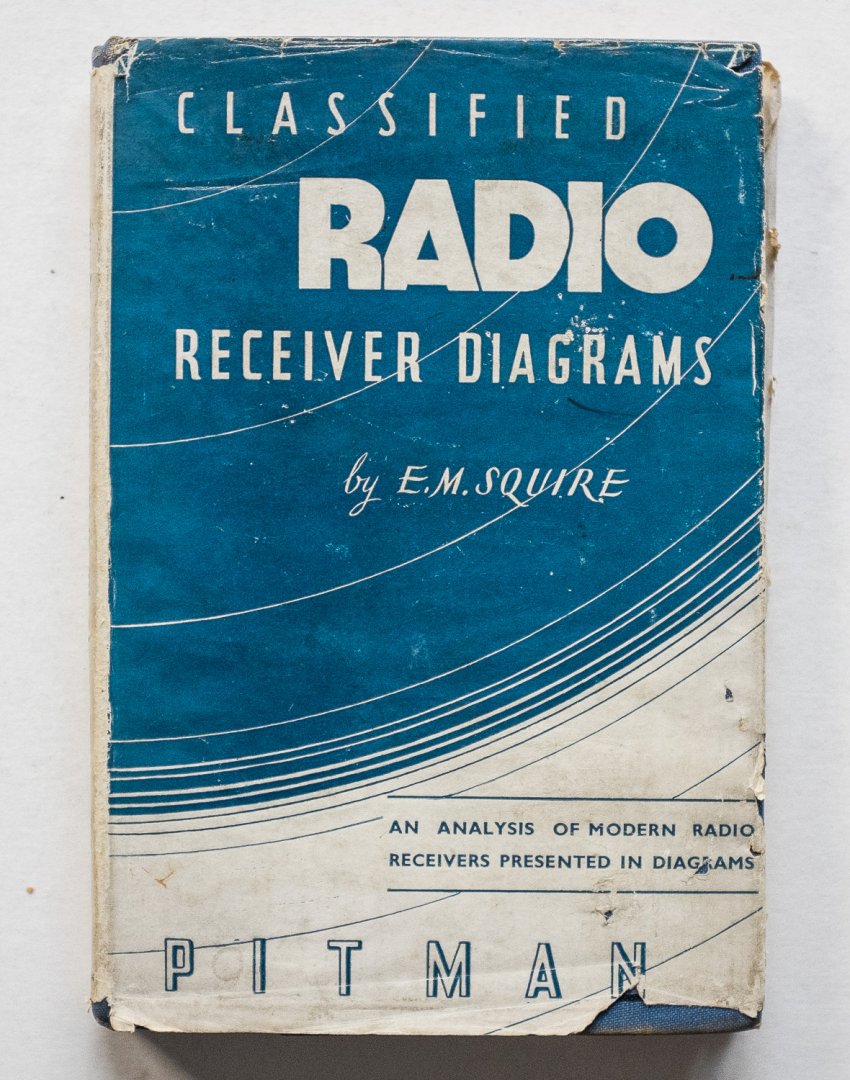 CLASSIFIED
RADIO
RECEIVER DIAGRAMS
by E.M. SQUIRE
AN ANALYSIS OF MODERN RADIO
RECEIVERS PRESENTED IN DIAGRAMS
PITMAN